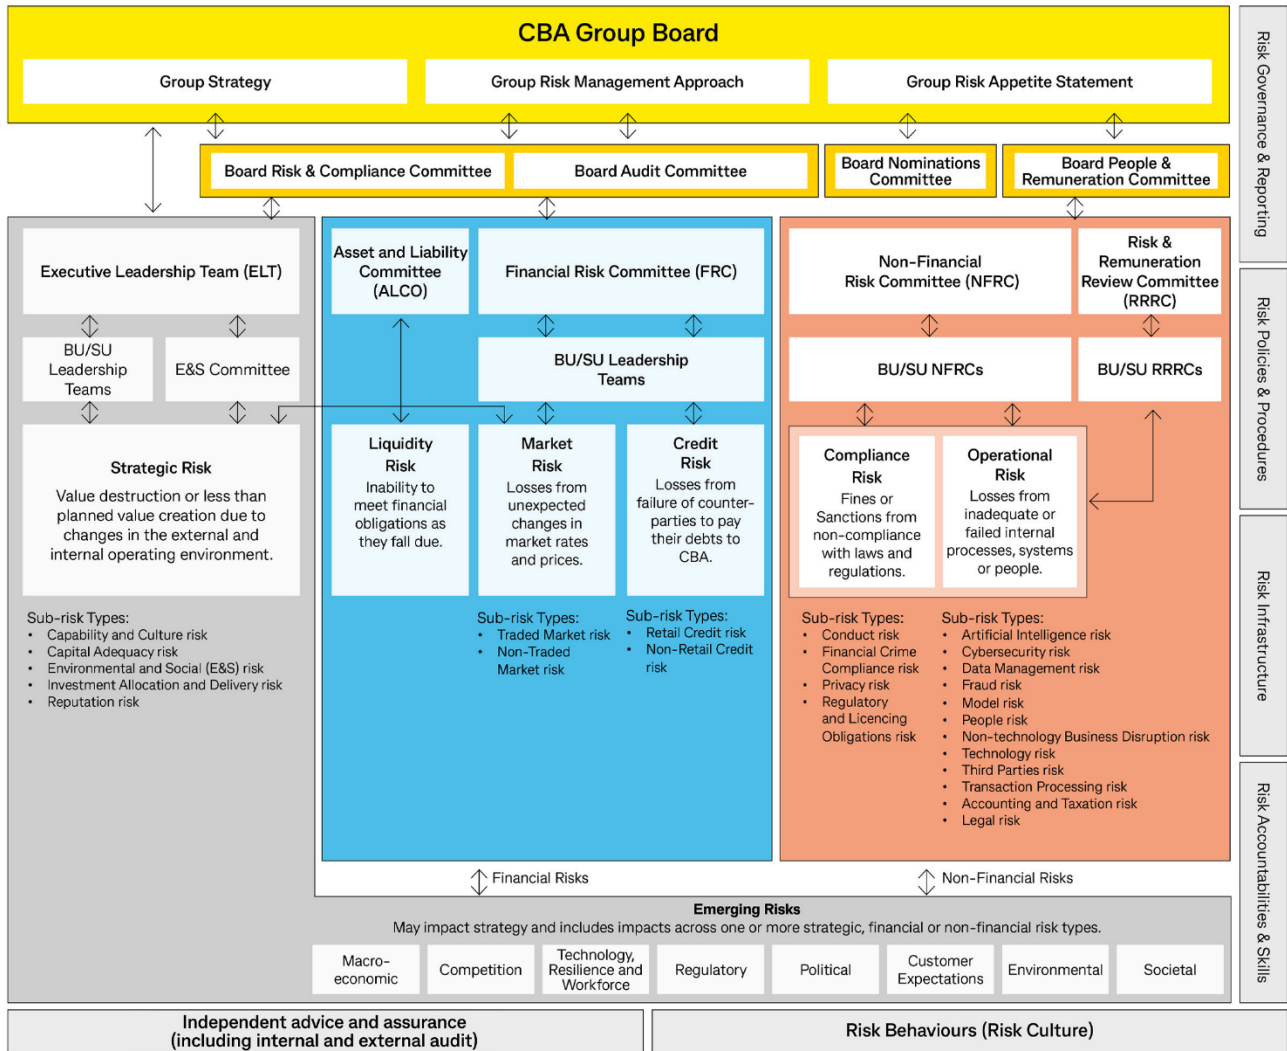 CBA Group Board
Group Strategy
Group Risk Management Approach
Group Risk Appetite Statement
Board Risk & Compliance Committee
Board Audit Committee
Board Nominations
Committee
Board People &
Remuneration Committee
Executive Leadership Team (ELT)
BU/SU
Leadership
Teams
E&S Committee
Strategic Risk
Value destruction or less than
planned value creation due to
changes in the external and
internal operating environment.
Sub-risk Types:
• Capability and Culture risk
• Capital Adequacy risk
• Environmental and Social (E&S) risk
• Investment Allocation and Delivery risk
• Reputation risk
Asset and Liability
Committee
(ALCO)
Financial Risk Committee (FRC)
BU/SU Leadership
Teams
Liquidity
Risk
Inability to
meet financial
obligations as
they fall due.
Market
Risk
Losses from
unexpected
changes in
market rates
and prices.
Sub-risk Types:
• Traded Market risk
• Non-Traded
Market risk
Credit
Risk
Losses from
failure of counter-
parties to pay
their debts to
CBA.
Sub-risk Types:
• Retail Credit risk
• Non-Retail Credit
risk
Non-Financial
Risk Committee (NFRC)
Risk &
Remuneration
Review Committee
(RRRC)
BU/SU NFRCs
BU/SU RRRCs
Compliance
Risk
Fines or
Sanctions from
non-compliance
with laws and
regulations.
Sub-risk Types:
• Conduct risk
• Financial Crime
Compliance risk
• Privacy risk
• Regulatory
and Licencing
Obligations risk
Operational
Risk
Losses from
inadequate or
failed internal
processes, systems
or people.
Sub-risk Types:
• Artificial Intelligence risk
• Cybersecurity risk
• Data Management risk
• Fraud risk
• Model risk
• People risk
• Non-technology Business Disruption risk
• Technology risk
• Third Parties risk
• Transaction Processing risk
• Accounting and Taxation risk
• Legal risk
Financial Risks
Non-Financial Risks
Emerging Risks
May impact strategy and includes impacts across one or more strategic, financial or non-financial risk types.
Macro-
economic
Competition
Technology,
Resilience and
Workforce
Regulatory
Political
Customer
Expectations
Environmental
Societal
Independent advice and assurance
(including internal and external audit)
Risk Behaviours (Risk Culture)
Risk Governance & Reporting
Risk Policies & Procedures
Risk Infrastructure
Risk Accountabilities & Skills